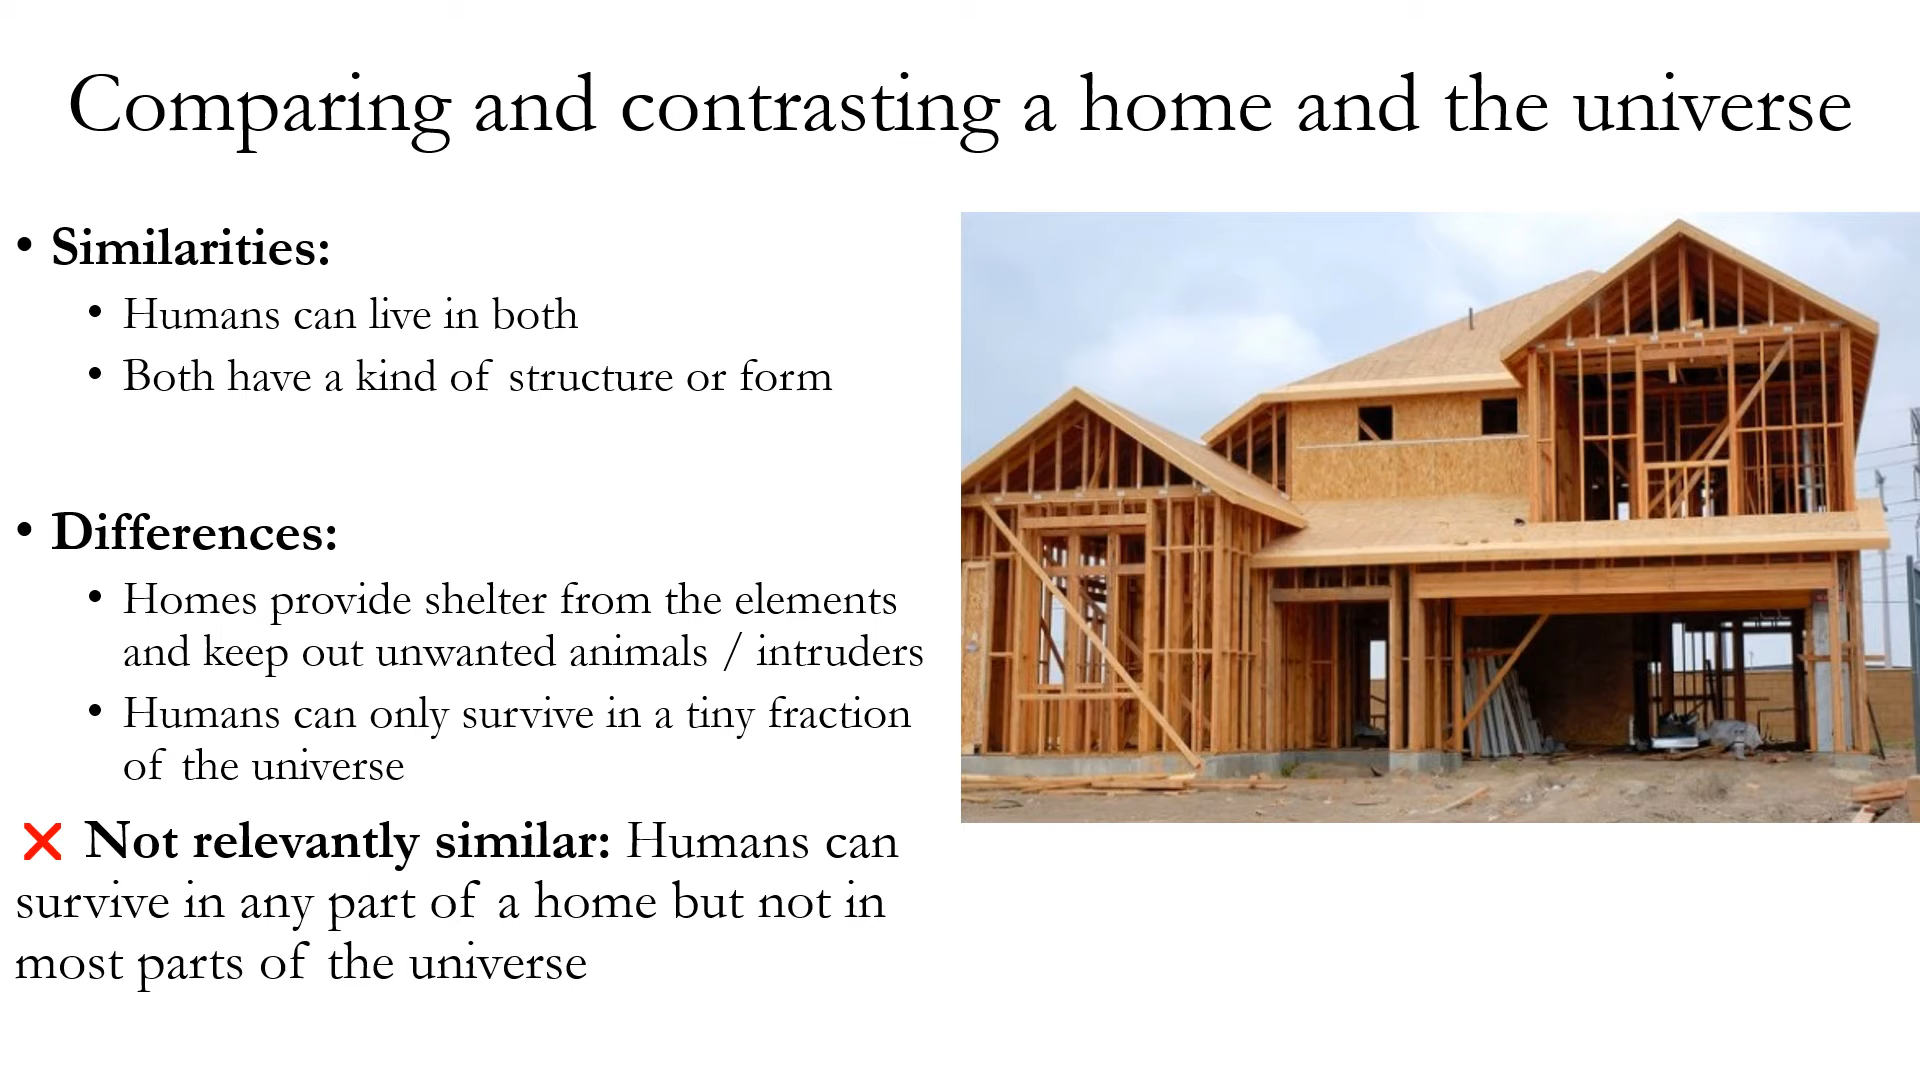 Comparing and contrasting a home and the universe
• Similarities:
• Humans can live in both
• Both have a kind of structure or form
• Differences:
• Homes provide shelter from the elements
and keep out unwanted animals / intruders
• Humans can only survive in a tiny fraction
of the universe
❌ Not relevantly similar: Humans can
survive in any part of a home but not in
most parts of the universe